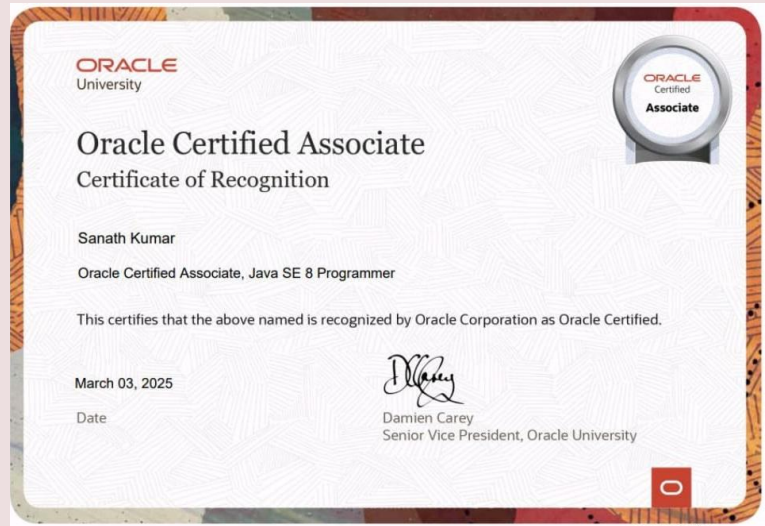 ORACLE
University
ORACLE
Certified
Associate
Oracle Certified Associate
Certificate of Recognition
Sanath Kumar
Oracle Certified Associate, Java SE 8 Programmer
This certifies that the above named is recognized by Oracle Corporation as Oracle Certified.
March 03, 2025
Date
DCarey
Damien Carey
Senior Vice President, Oracle University